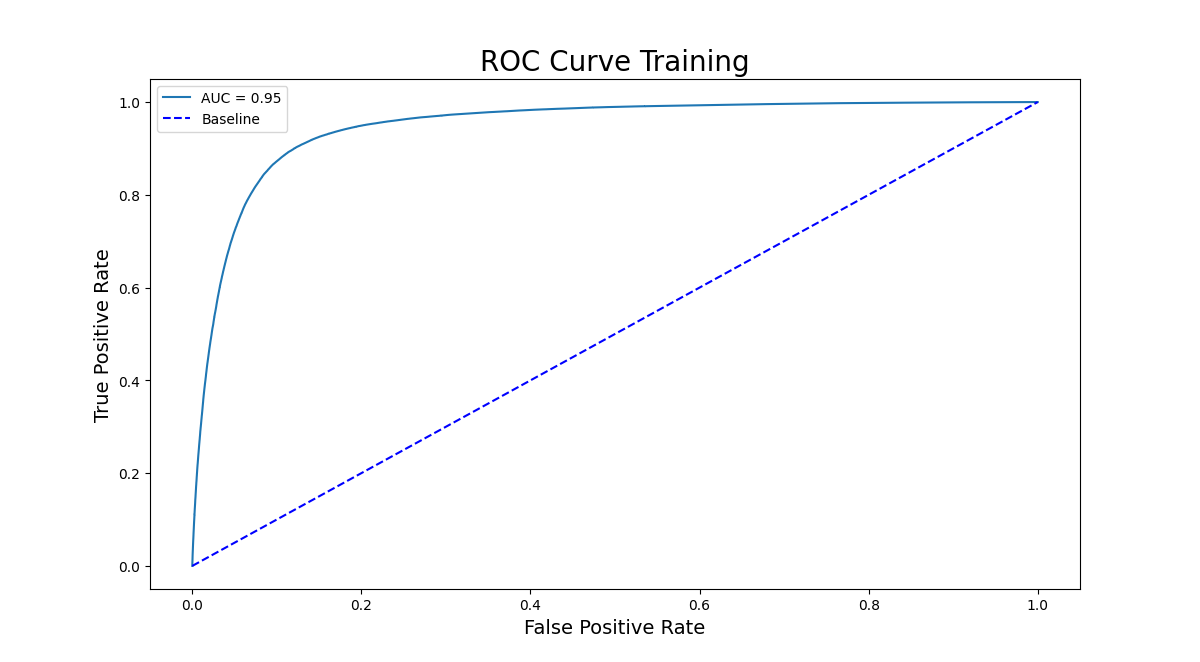 ROC Curve Training
AUC = 0.95
Baseline
True Positive Rate
1.0
0.8
0.6
0.4
0.2
0.0
0.0 0.2 0.4 0.6 0.8 1.0
False Positive Rate